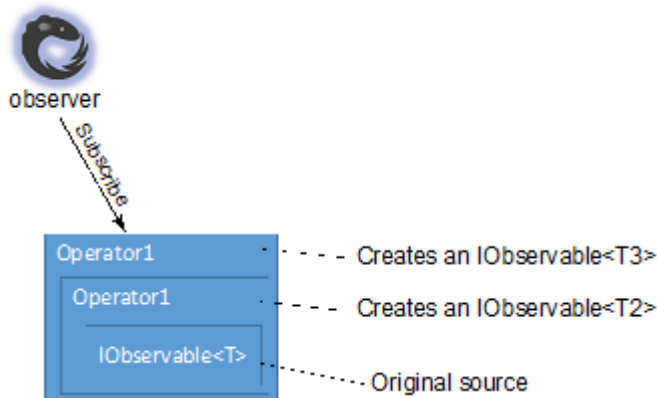 observer
Subscribe
Operator1
Creates an IObservable<T3>
Operator1
Creates an IObservable<T2>
IObservable<T>
Original source